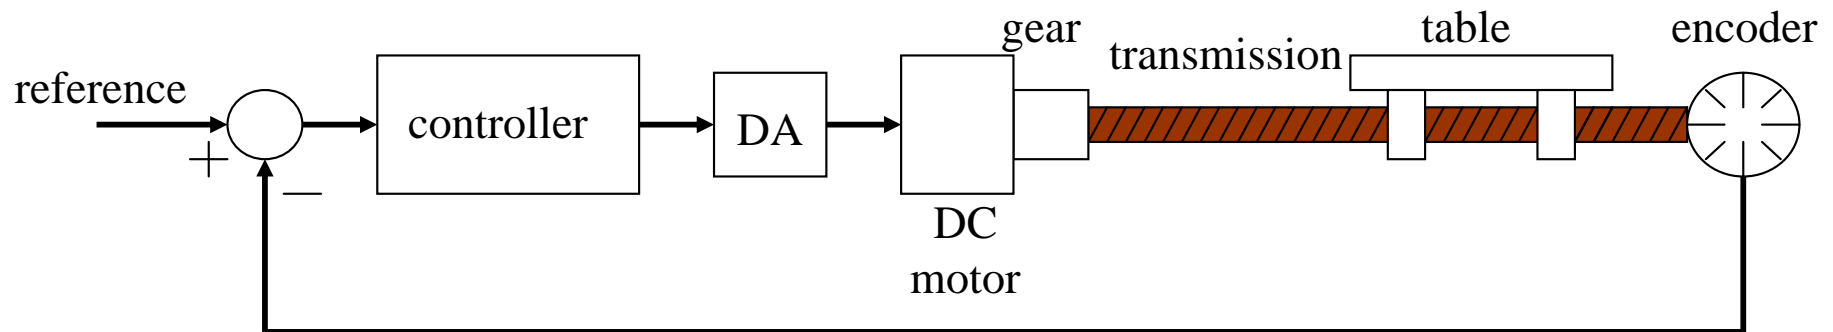 gear
table
encoder
transmission
reference
controller
DA
+
−
DC
motor